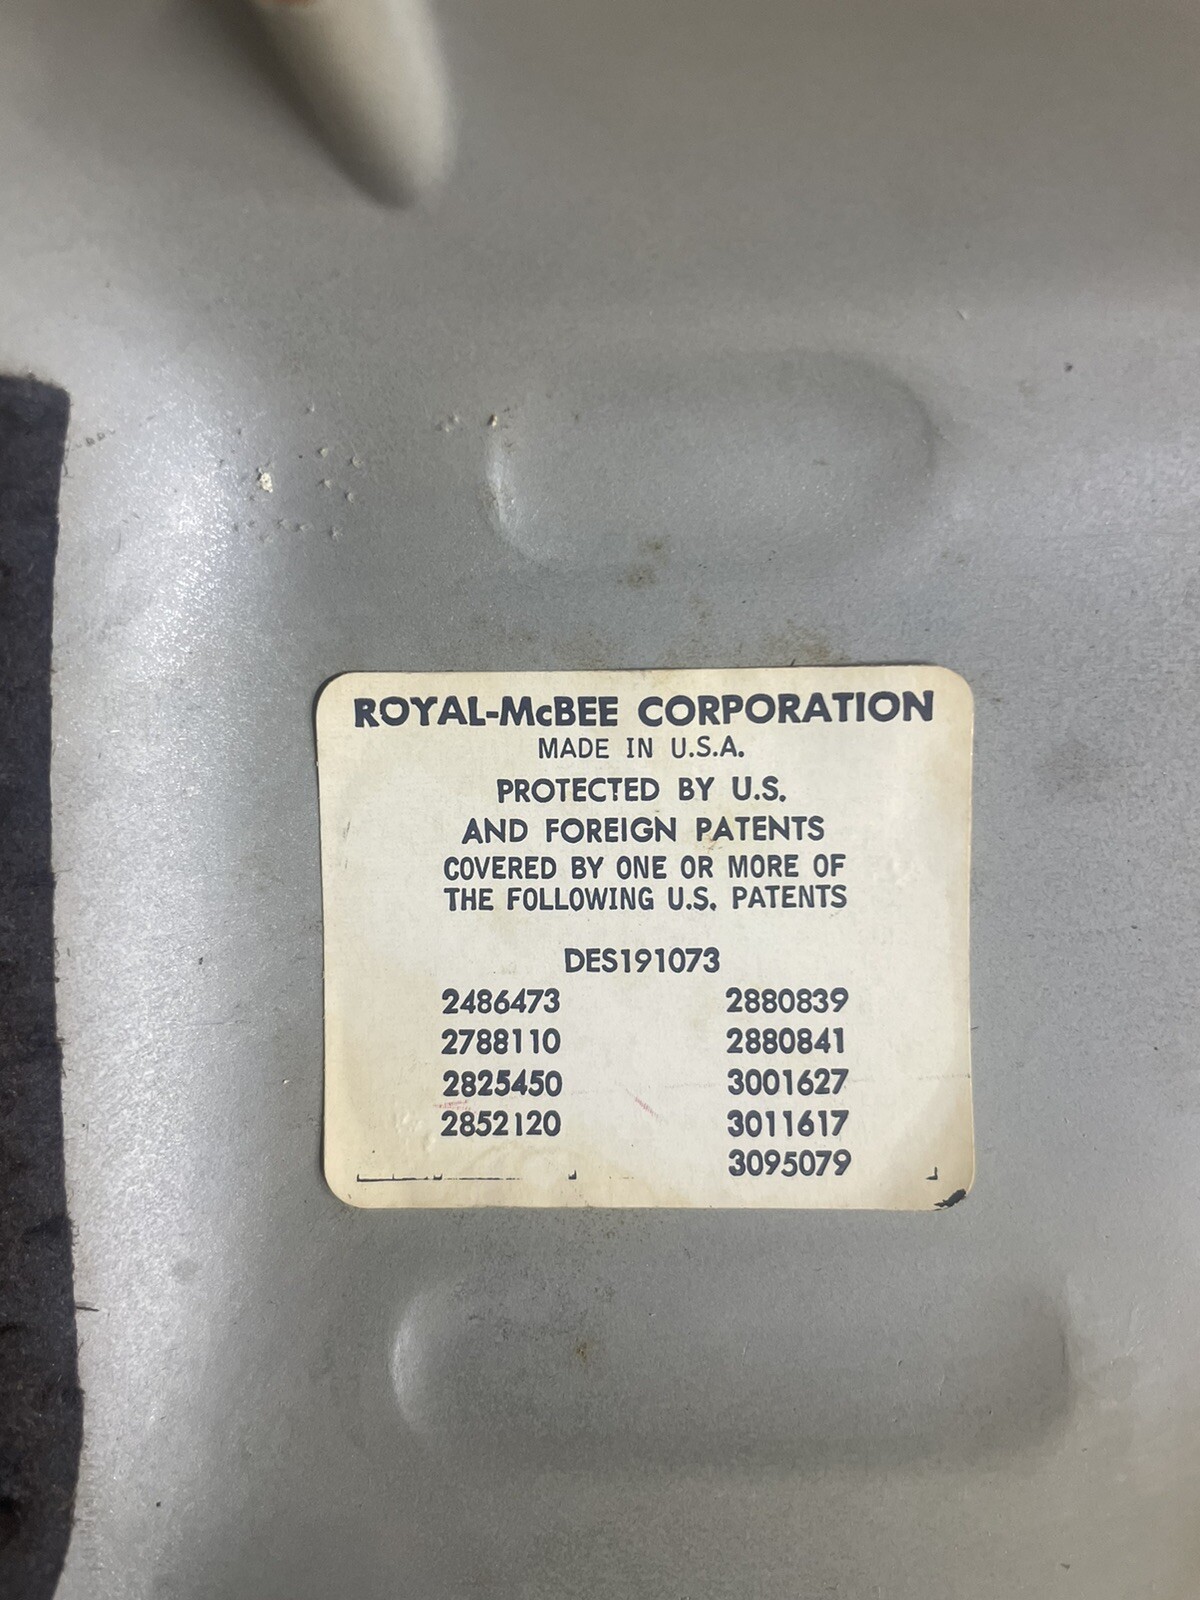 ROYAL-McBEE CORPORATION
MADE IN U.S.A.
PROTECTED BY U.S.
AND FOREIGN PATENTS
COVERED BY ONE OR MORE OF
THE FOLLOWING U.S. PATENTS
DES191073
2486473 2880839
2788110 2880841
2825450 3001627
2852120 3011617
3095079